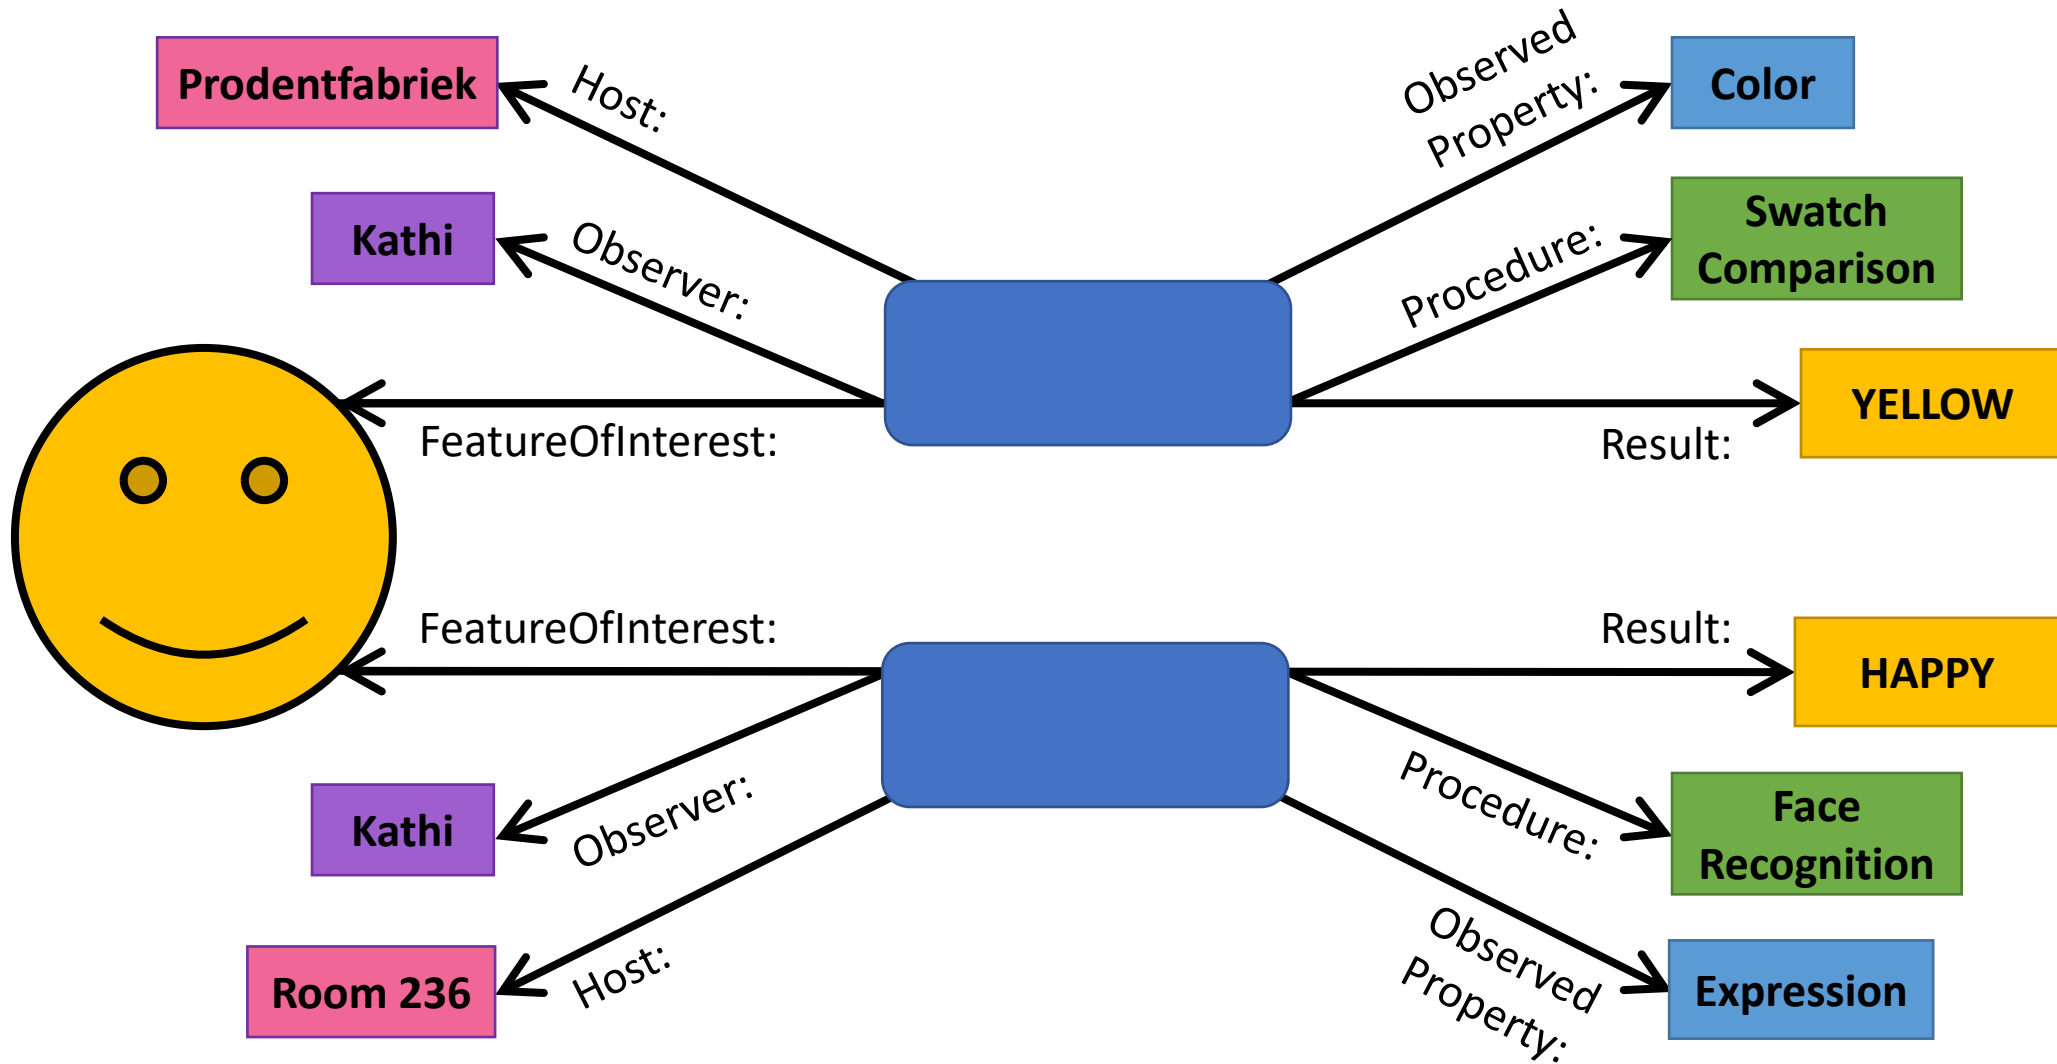 Prodentfabriek
Host:
Observed
Property:
Color
Kathi
Observer:
Procedure:
Swatch
Comparison
FeatureOfInterest:
Result:
YELLOW
FeatureOfInterest:
Result:
HAPPY
Kathi
Observer:
Procedure:
Face
Recognition
Room 236
Host:
Observed
Property:
Expression